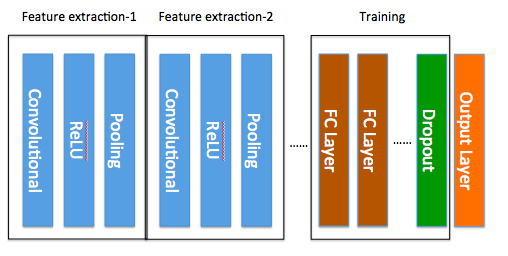 Feature extraction-1
Feature extraction-2
Training
Convolutional
ReLU
Pooling
Convolutional
ReLU
Pooling
......
FC Layer
FC Layer
......
Dropout
Output Layer